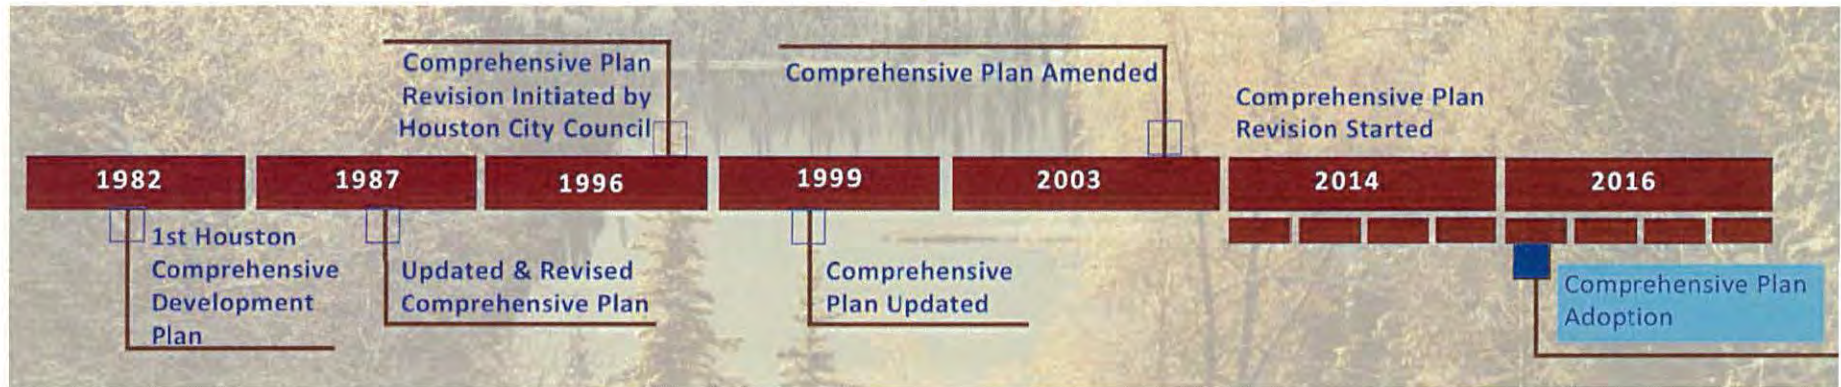 Comprehensive Plan
Revision Initiated by
Houston City Council
Comprehensive Plan Amended
Comprehensive Plan
Revision Started
1982
1987
1996
1999
2003
2014
2016
1st Houston
Comprehensive
Development
Plan
Updated & Revised
Comprehensive Plan
Comprehensive
Plan Updated
Comprehensive Plan
Adoption